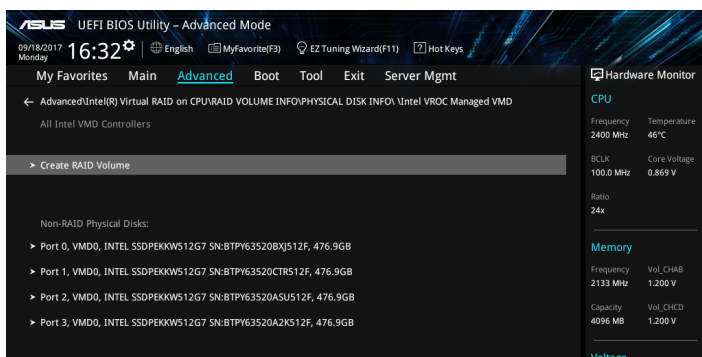 ASUS UEFI BIOS Utility – Advanced Mode
09/18/2017 Monday 16:32 English MyFavorite(F3) EZ Tuning Wizard(F11) ? Hot Keys
My Favorites Main Advanced Boot Tool Exit Server Mgmt
← Advanced\Intel(R) Virtual RAID on CPU\RAID VOLUME INFO\PHYSICAL DISK INFO\ \Intel VROC Managed VMD
All Intel VMD Controllers
➤ Create RAID Volume
Non-RAID Physical Disks:
➤ Port 0, VMD0, INTEL SSDPEKKW512G7 SN:BTPY63520BXJ512F, 476.9GB
➤ Port 1, VMD0, INTEL SSDPEKKW512G7 SN:BTPY63520CTR512F, 476.9GB
➤ Port 2, VMD0, INTEL SSDPEKKW512G7 SN:BTPY63520ASU512F, 476.9GB
➤ Port 3, VMD0, INTEL SSDPEKKW512G7 SN:BTPY63520A2K512F, 476.9GB
Hardware Monitor
CPU
Frequency Temperature
2400 MHz 46°C
BCLK Core Voltage
100.0 MHz 0.869 V
Ratio
24x
Memory
Frequency Vol_CHAB
2133 MHz 1.200 V
Capacity Vol_CHCD
4096 MB 1.200 V
Voltage